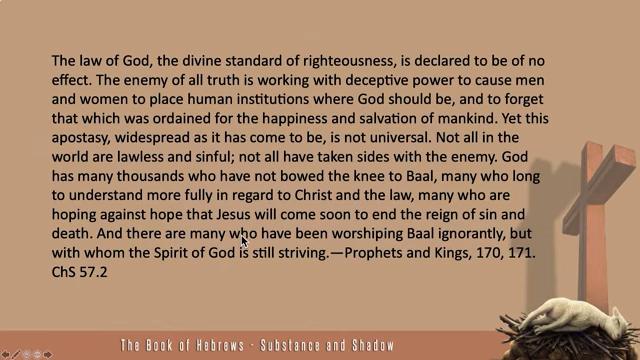 The law of God, the divine standard of righteousness, is declared to be of no
effect. The enemy of all truth is working with deceptive power to cause men
and women to place human institutions where God should be, and to forget
that which was ordained for the happiness and salvation of mankind. Yet this
apostasy, widespread as it has come to be, is not universal. Not all in the
world are lawless and sinful; not all have taken sides with the enemy. God
has many thousands who have not bowed the knee to Baal, many who long
to understand more fully in regard to Christ and the law, many who are
hoping against hope that Jesus will come soon to end the reign of sin and
death. And there are many who have been worshiping Baal ignorantly, but
with whom the Spirit of God is still striving.—Prophets and Kings, 170, 171.
ChS 57.2
The Book of Hebrews - Substance and Shadow